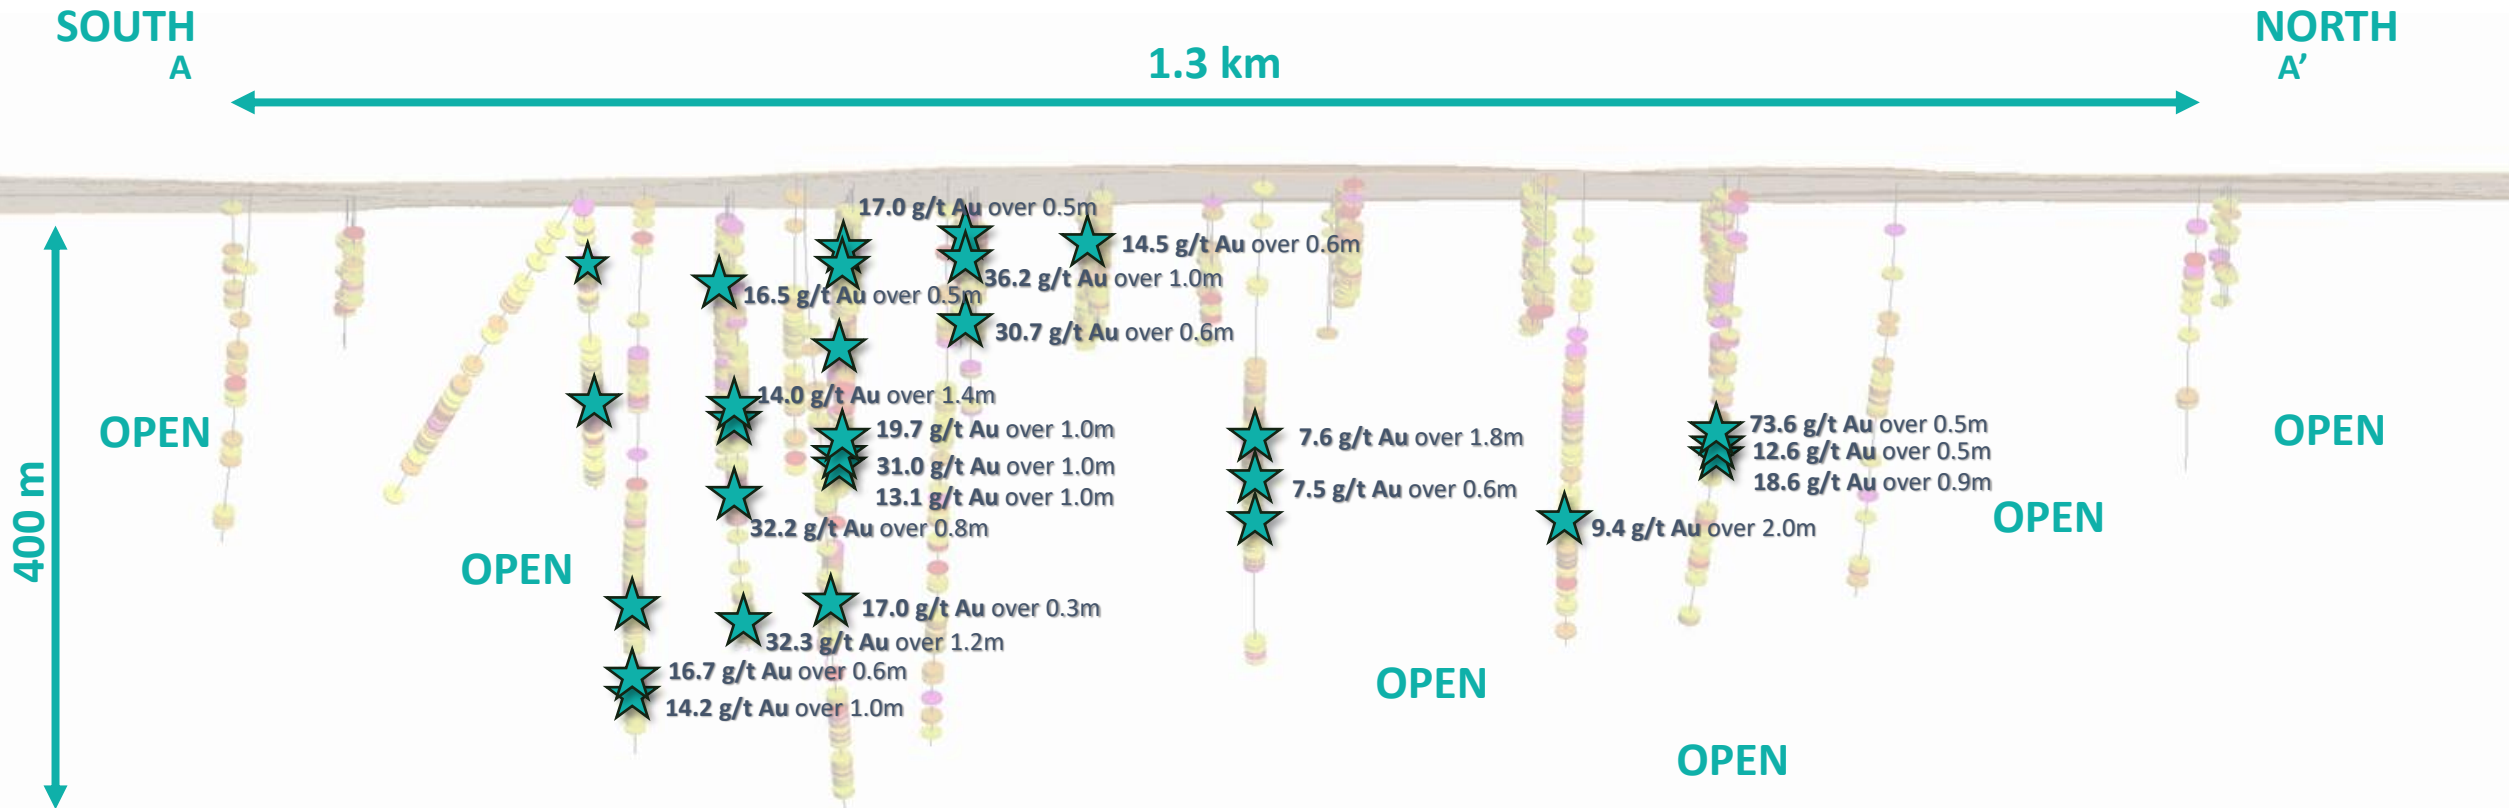 SOUTH
A
NORTH
A’
1.3 km
400 m
17.0 g/t Au over 0.5m
14.5 g/t Au over 0.6m
36.2 g/t Au over 1.0m
16.5 g/t Au over 0.5m
30.7 g/t Au over 0.6m
14.0 g/t Au over 1.4m
19.7 g/t Au over 1.0m
31.0 g/t Au over 1.0m
13.1 g/t Au over 1.0m
32.2 g/t Au over 0.8m
17.0 g/t Au over 0.3m
32.3 g/t Au over 1.2m
16.7 g/t Au over 0.6m
14.2 g/t Au over 1.0m
7.6 g/t Au over 1.8m
7.5 g/t Au over 0.6m
9.4 g/t Au over 2.0m
73.6 g/t Au over 0.5m
12.6 g/t Au over 0.5m
18.6 g/t Au over 0.9m
OPEN
OPEN
OPEN
OPEN
OPEN
OPEN